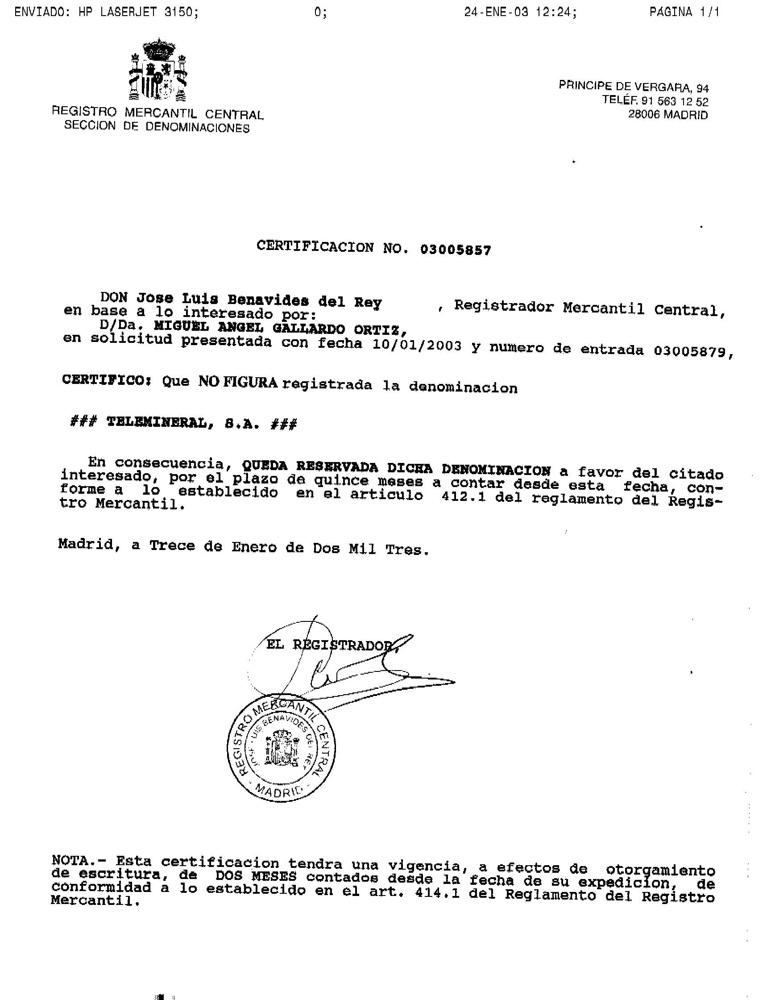 ENVIADO: HP LASERJET 3150; 0; 24-ENE-03 12:24; PÁGINA 1/1
REGISTRO MERCANTIL CENTRAL
SECCION DE DENOMINACIONES
PRINCIPE DE VERGARA, 94
TELÉF. 91 563 12 52
28006 MADRID
CERTIFICACION NO. 03005857
DON Jose Luis Benavides del Rey , Registrador Mercantil Central,
en base a lo interesado por:
D/Da. MIGUEL ANGEL GALLARDO ORTIZ,
en solicitud presentada con fecha 10/01/2003 y numero de entrada 03005879,
CERTIFICO: Que NO FIGURA registrada la denominacion
### TELEMINERAL, S.A. ###
En consecuencia, QUEDA RESERVADA DICHA DENOMINACION a favor del citado
interesado, por el plazo de quince meses a contar desde esta fecha, con-
forme a lo establecido en el articulo 412.1 del reglamento del Regis-
tro Mercantil.
Madrid, a Trece de Enero de Dos Mil Tres.
EL REGISTRADOR,
REGISTRO MERCANTIL CENTRAL
JOSE LUIS BENAVIDES DEL REY
- MADRID -
NOTA.- Esta certificacion tendra una vigencia, a efectos de otorgamiento
de escritura, de DOS MESES contados desde la fecha de su expedicion, de
conformidad a lo establecido en el art. 414.1 del Reglamento del Registro
Mercantil.